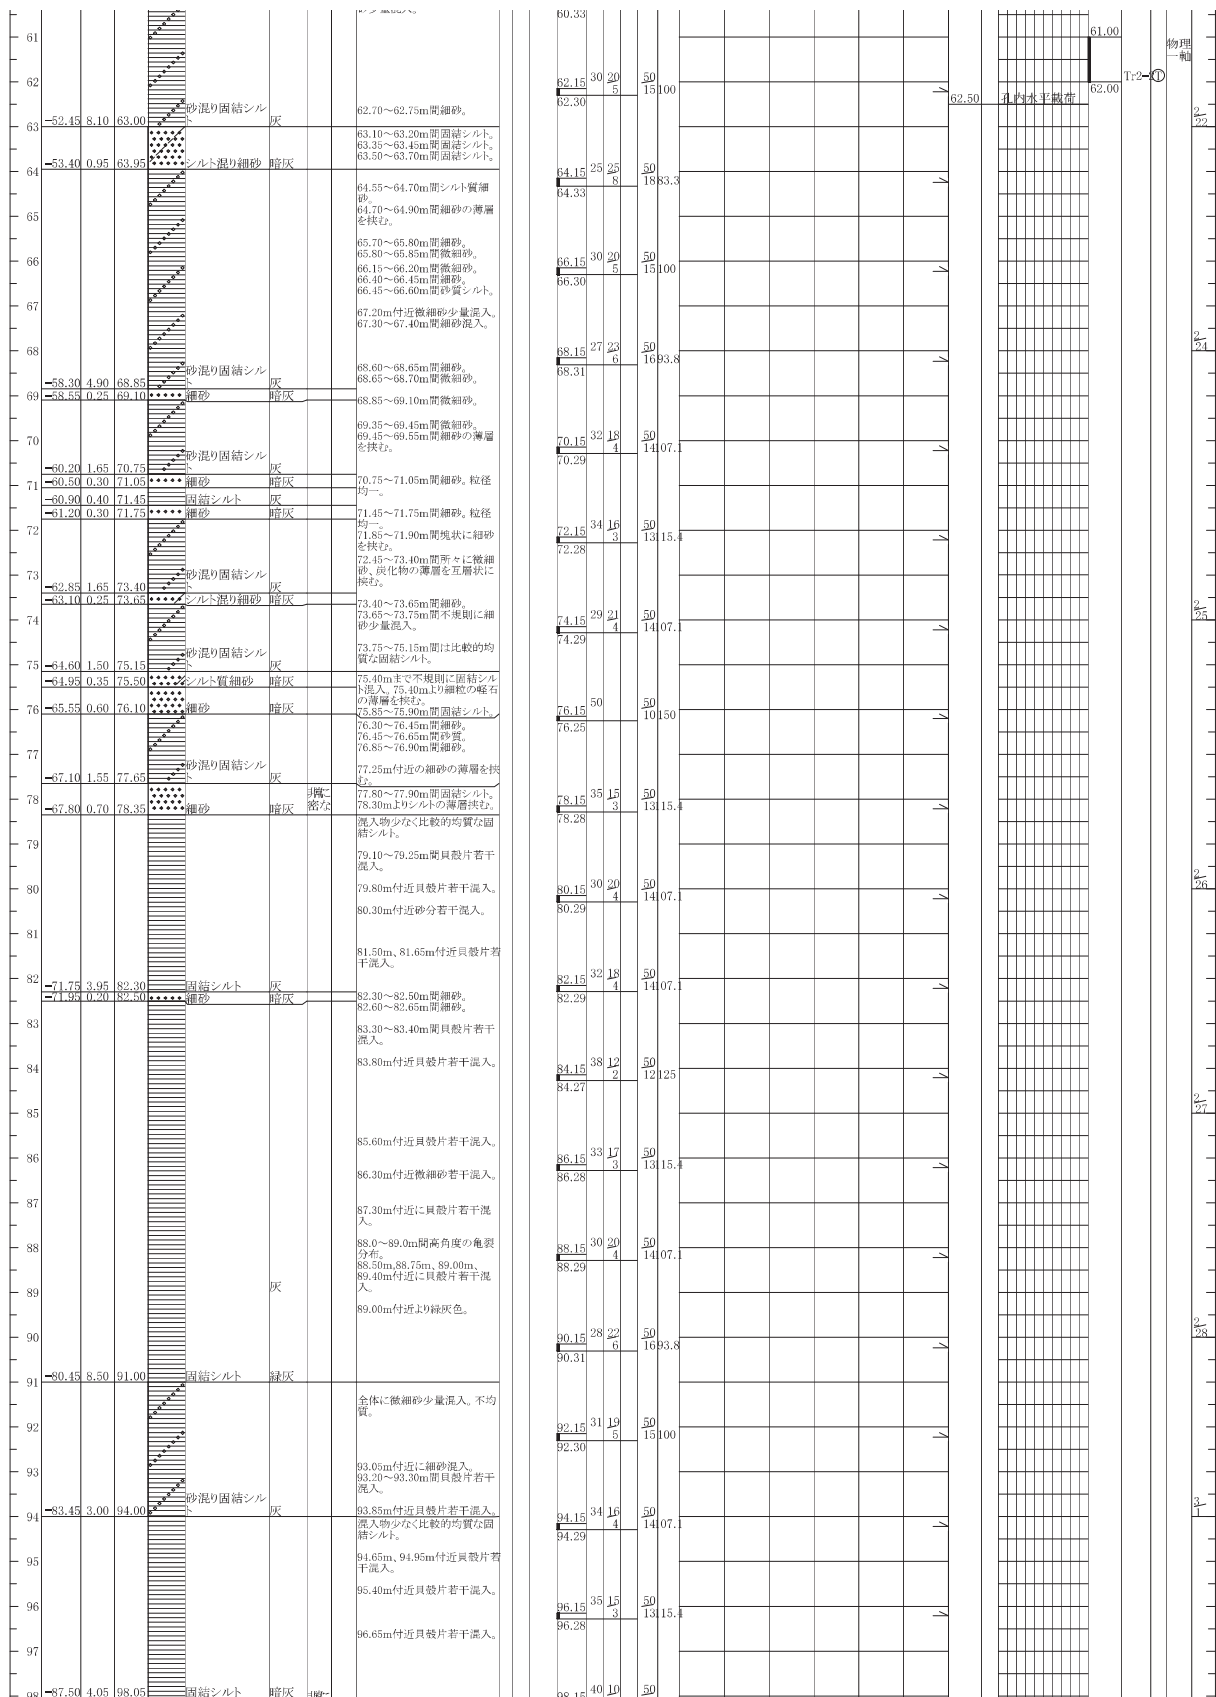 60.33
61
61.00
物理
一軸
62
62.15 30 20 50
5 15 100
62.30
Tr2-2①
62.00
62.50 孔内水平載荷
砂混り固結シル
ト
62.70～62.75m間細砂。
-52.45 8.10 63.00 灰
2
22
63
63.10～63.20m間固結シルト。
63.35～63.45m間固結シルト。
63.50～63.70m間固結シルト。
-53.40 0.95 63.95 シルト混り細砂 暗灰
64
64.15 25 25 50
8 18 83.3
64.33
64.55～64.70m間シルト質細
砂。
64.70～64.90m間細砂の薄層
を挟む。
65
65.70～65.80m間細砂。
65.80～65.85m間微細砂。
66
66.15～66.20m間微細砂。
66.40～66.45m間細砂。
66.45～66.60m間砂質シルト。
66.15 30 20 50
5 15 100
66.30
67
67.20m付近微細砂少量混入。
67.30～67.40m間細砂混入。
68
68.15 27 23 50
6 16 93.8
68.31
2
24
砂混り固結シル
ト
68.60～68.65m間細砂。
68.65～68.70m間微細砂。
-58.30 4.90 68.85 灰
69
-58.55 0.25 69.10 細砂 暗灰
68.85～69.10m間微細砂。
69.35～69.45m間微細砂。
69.45～69.55m間細砂の薄層
を挟む。
70
70.15 32 18 50
4 14 107.1
70.29
砂混り固結シル
ト
-60.20 1.65 70.75 灰
71
-60.50 0.30 71.05 細砂 暗灰
70.75～71.05m間細砂。粒径
均一。
-60.90 0.40 71.45 固結シルト 灰
-61.20 0.30 71.75 細砂 暗灰
71.45～71.75m間細砂。粒径
均一。
71.85～71.90m間塊状に細砂
を挟む。
72
72.15 34 16 50
3 13 115.4
72.28
72.45～73.40m間所々に微細
砂、炭化物の薄層を互層状に
挟む。
73
砂混り固結シル
ト
-62.85 1.65 73.40 灰
-63.10 0.25 73.65 シルト混り細砂 暗灰
73.40～73.65m間細砂。
73.65～73.75m間不規則に細
砂少量混入。
2
25
74
74.15 29 21 50
4 14 107.1
74.29
73.75～75.15m間は比較的均
質な固結シルト。
砂混り固結シル
ト
75
-64.60 1.50 75.15 灰
-64.95 0.35 75.50 シルト質細砂 暗灰
75.40mまで不規則に固結シル
ト混入。75.40mより細粒の軽石
の薄層を挟む。
75.85～75.90m間固結シルト。
76
-65.55 0.60 76.10 細砂 暗灰
76.15 50
10 150
76.25
76.30～76.45m間細砂。
76.45～76.65m砂質。
76.85～76.90m間細砂。
77
砂混り固結シル
ト
77.25m付近の細砂の薄層を挟
む。
-67.10 1.55 77.65 灰
78
77.80～77.90m間固結シルト。
78.30mよりシルトの薄層挟む。
非常に
密な
-67.80 0.70 78.35 細砂 暗灰
78.15 35 15 50
3 13 115.4
78.28
混入物少なく比較的均質な固
結シルト。
79
79.10～79.25m間貝殻片若干
混入。
79.80m付近貝殻片若干混入。
80
80.15 30 20 50
4 14 107.1
80.29
2
26
80.30m付近砂分若干混入。
81
81.50m、81.65m付近貝殻片若
干混入。
82
82.15 32 18 50
4 14 107.1
82.29
-71.75 3.95 82.30 固結シルト 灰
-71.95 0.20 82.50 細砂 暗灰
82.30～82.50m間細砂。
82.60～82.65m間細砂。
83
83.30～83.40m間貝殻片若干
混入。
83.80m付近貝殻片若干混入。
84
84.15 38 12 50
2 12 125
84.27
85
2
27
85.60m付近貝殻片若干混入。
86
86.15 33 17 50
3 13 115.4
86.28
86.30m付近微細砂若干混入。
87
87.30m付近に貝殻片若干混
入。
88
88.0～89.0m間高角度の亀裂
分布。
88.50m,88.75m、89.00m、
89.40m付近に貝殻片若干混
入。
88.15 30 20 50
4 14 107.1
88.29
灰
89
89.00m付近より緑灰色。
90
90.15 28 22 50
6 16 93.8
90.31
2
28
-80.45 8.50 91.00 固結シルト 緑灰
91
全体に微細砂少量混入。不均
質。
92
92.15 31 19 50
5 15 100
92.30
93
93.05m付近に細砂混入。
93.20～93.30m間貝殻片若干
混入。
砂混り固結シル
ト
93.85m付近貝殻片若干混入。
-83.45 3.00 94.00 灰
3
1
94
94.15 34 16 50
4 14 107.1
94.29
混入物少なく比較的均質な固
結シルト。
94.65m、94.95m付近貝殻片若
干混入。
95
95.40m付近貝殻片若干混入。
96
96.15 35 15 50
3 13 115.4
96.28
96.65m付近貝殻片若干混入。
97
98
-87.50 4.05 98.05 固結シルト 暗灰
98.15 40 10 50